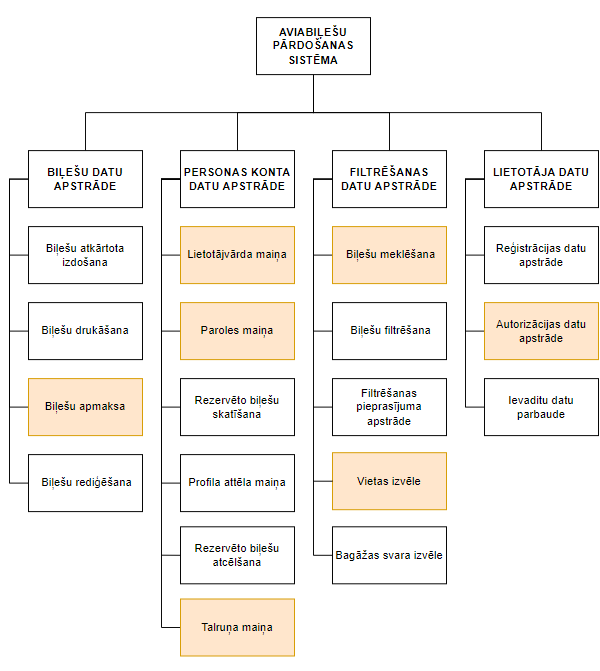 AVIABIĻEŠU
PĀRDOŠANAS
SISTĒMA
BIĻEŠU DATU
APSTRĀDE
Biļešu atkārtota
izdošana
Biļešu drukāšana
Biļešu apmaksa
Biļešu rediģēšana
PERSONAS KONTA
DATU APSTRĀDE
Lietotājvārda maiņa
Paroles maiņa
Rezervēto biļešu
skatīšana
Profila attēla maiņa
Rezervēto biļešu
atcēlšana
Talruņa maiņa
FILTRĒŠANAS
DATU APSTRĀDE
Biļešu meklēšana
Biļešu filtrēšana
Filtrēšanas
pieprasījuma
apstrāde
Vietas izvēle
Bagāžas svara izvēle
LIETOTĀJA DATU
APSTRĀDE
Reģistrācijas datu
apstrāde
Autorizācijas datu
apstrāde
Ievadītu datu
parbaude